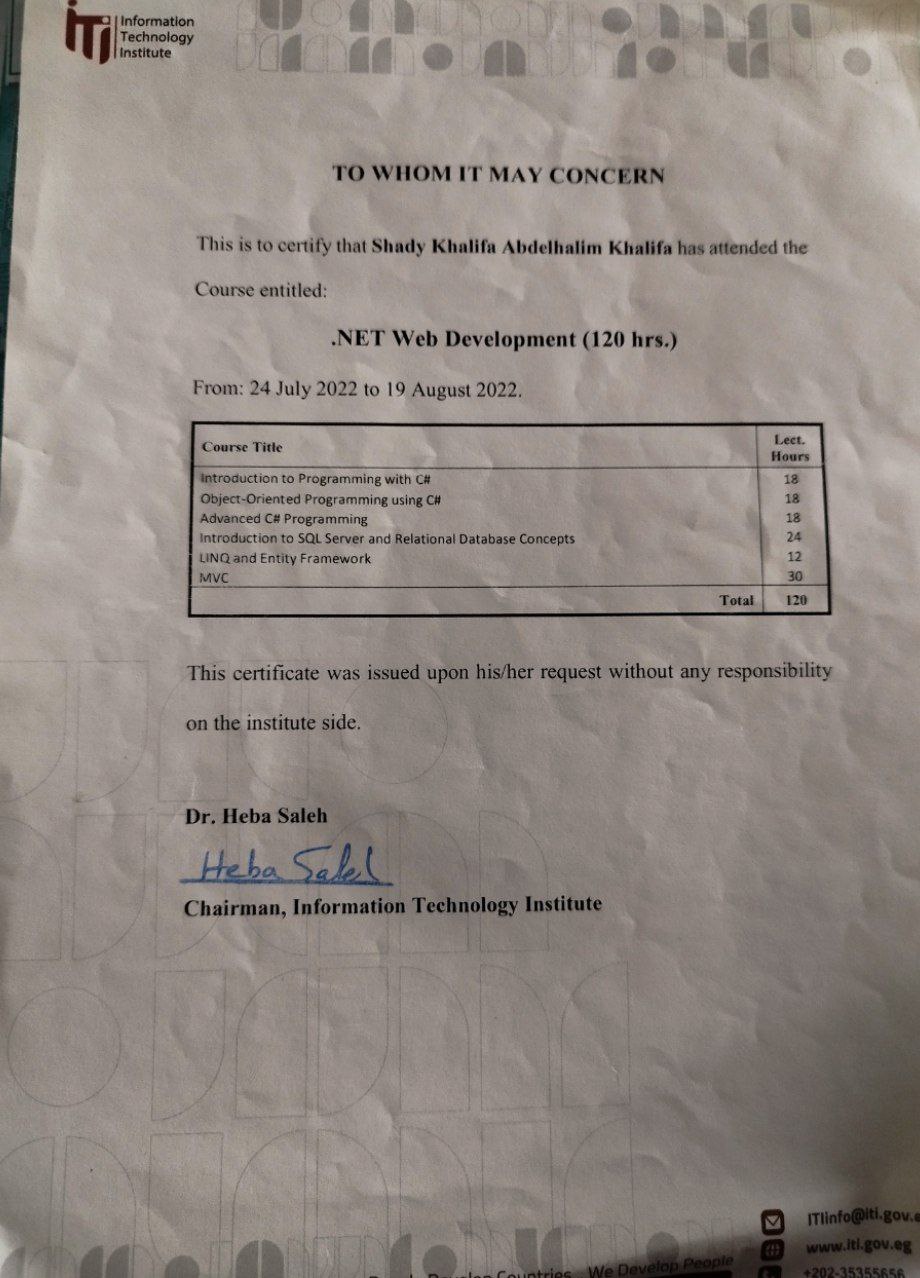 iTi
Information
Technology
Institute
TO WHOM IT MAY CONCERN
This is to certify that Shady Khalifa Abdelhalim Khalifa has attended the
Course entitled:
.NET Web Development (120 hrs.)
From: 24 July 2022 to 19 August 2022.
Course Title Lect. Hours
Introduction to Programming with C# 18
Object-Oriented Programming using C# 18
Advanced C# Programming 18
Introduction to SQL Server and Relational Database Concepts 24
LINQ and Entity Framework 12
MVC 30
Total 120
This certificate was issued upon his/her request without any responsibility
on the institute side.
Dr. Heba Saleh
Heba Saleh
Chairman, Information Technology Institute
ITIinfo@iti.gov.e
www.iti.gov.eg
+202-35355656
Countries We Develop People